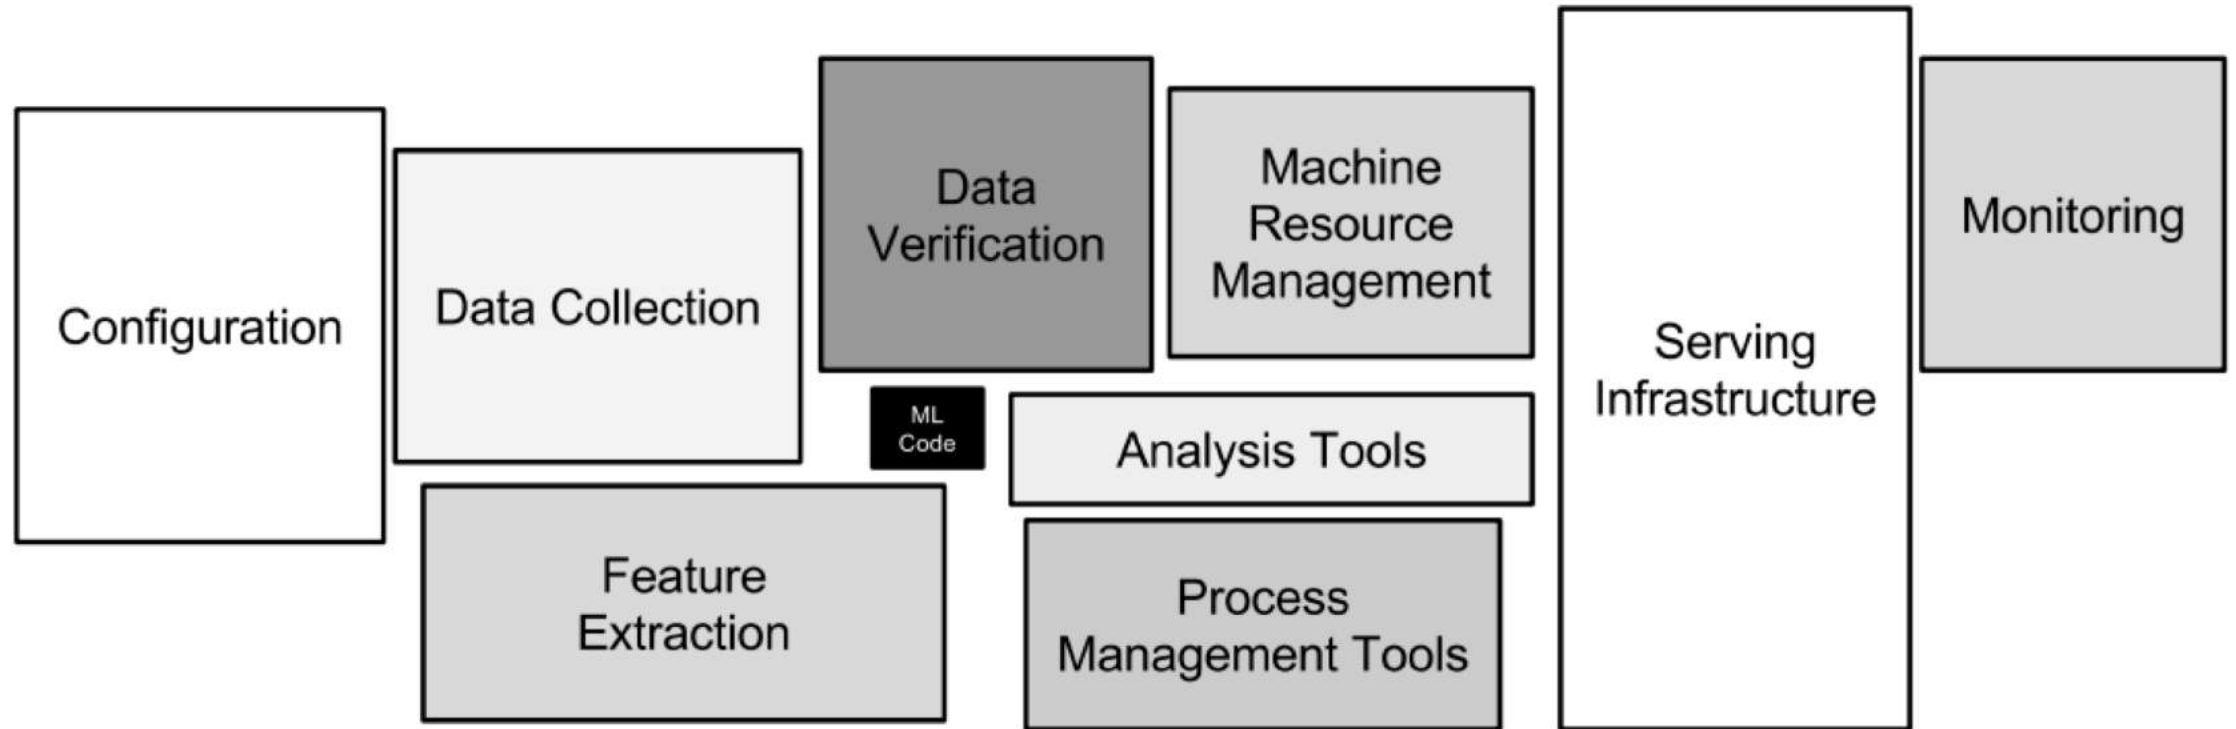 Configuration
Data Collection
Data
Verification
Machine
Resource
Management
Serving
Infrastructure
Monitoring
ML
Code
Analysis Tools
Feature
Extraction
Process
Management Tools